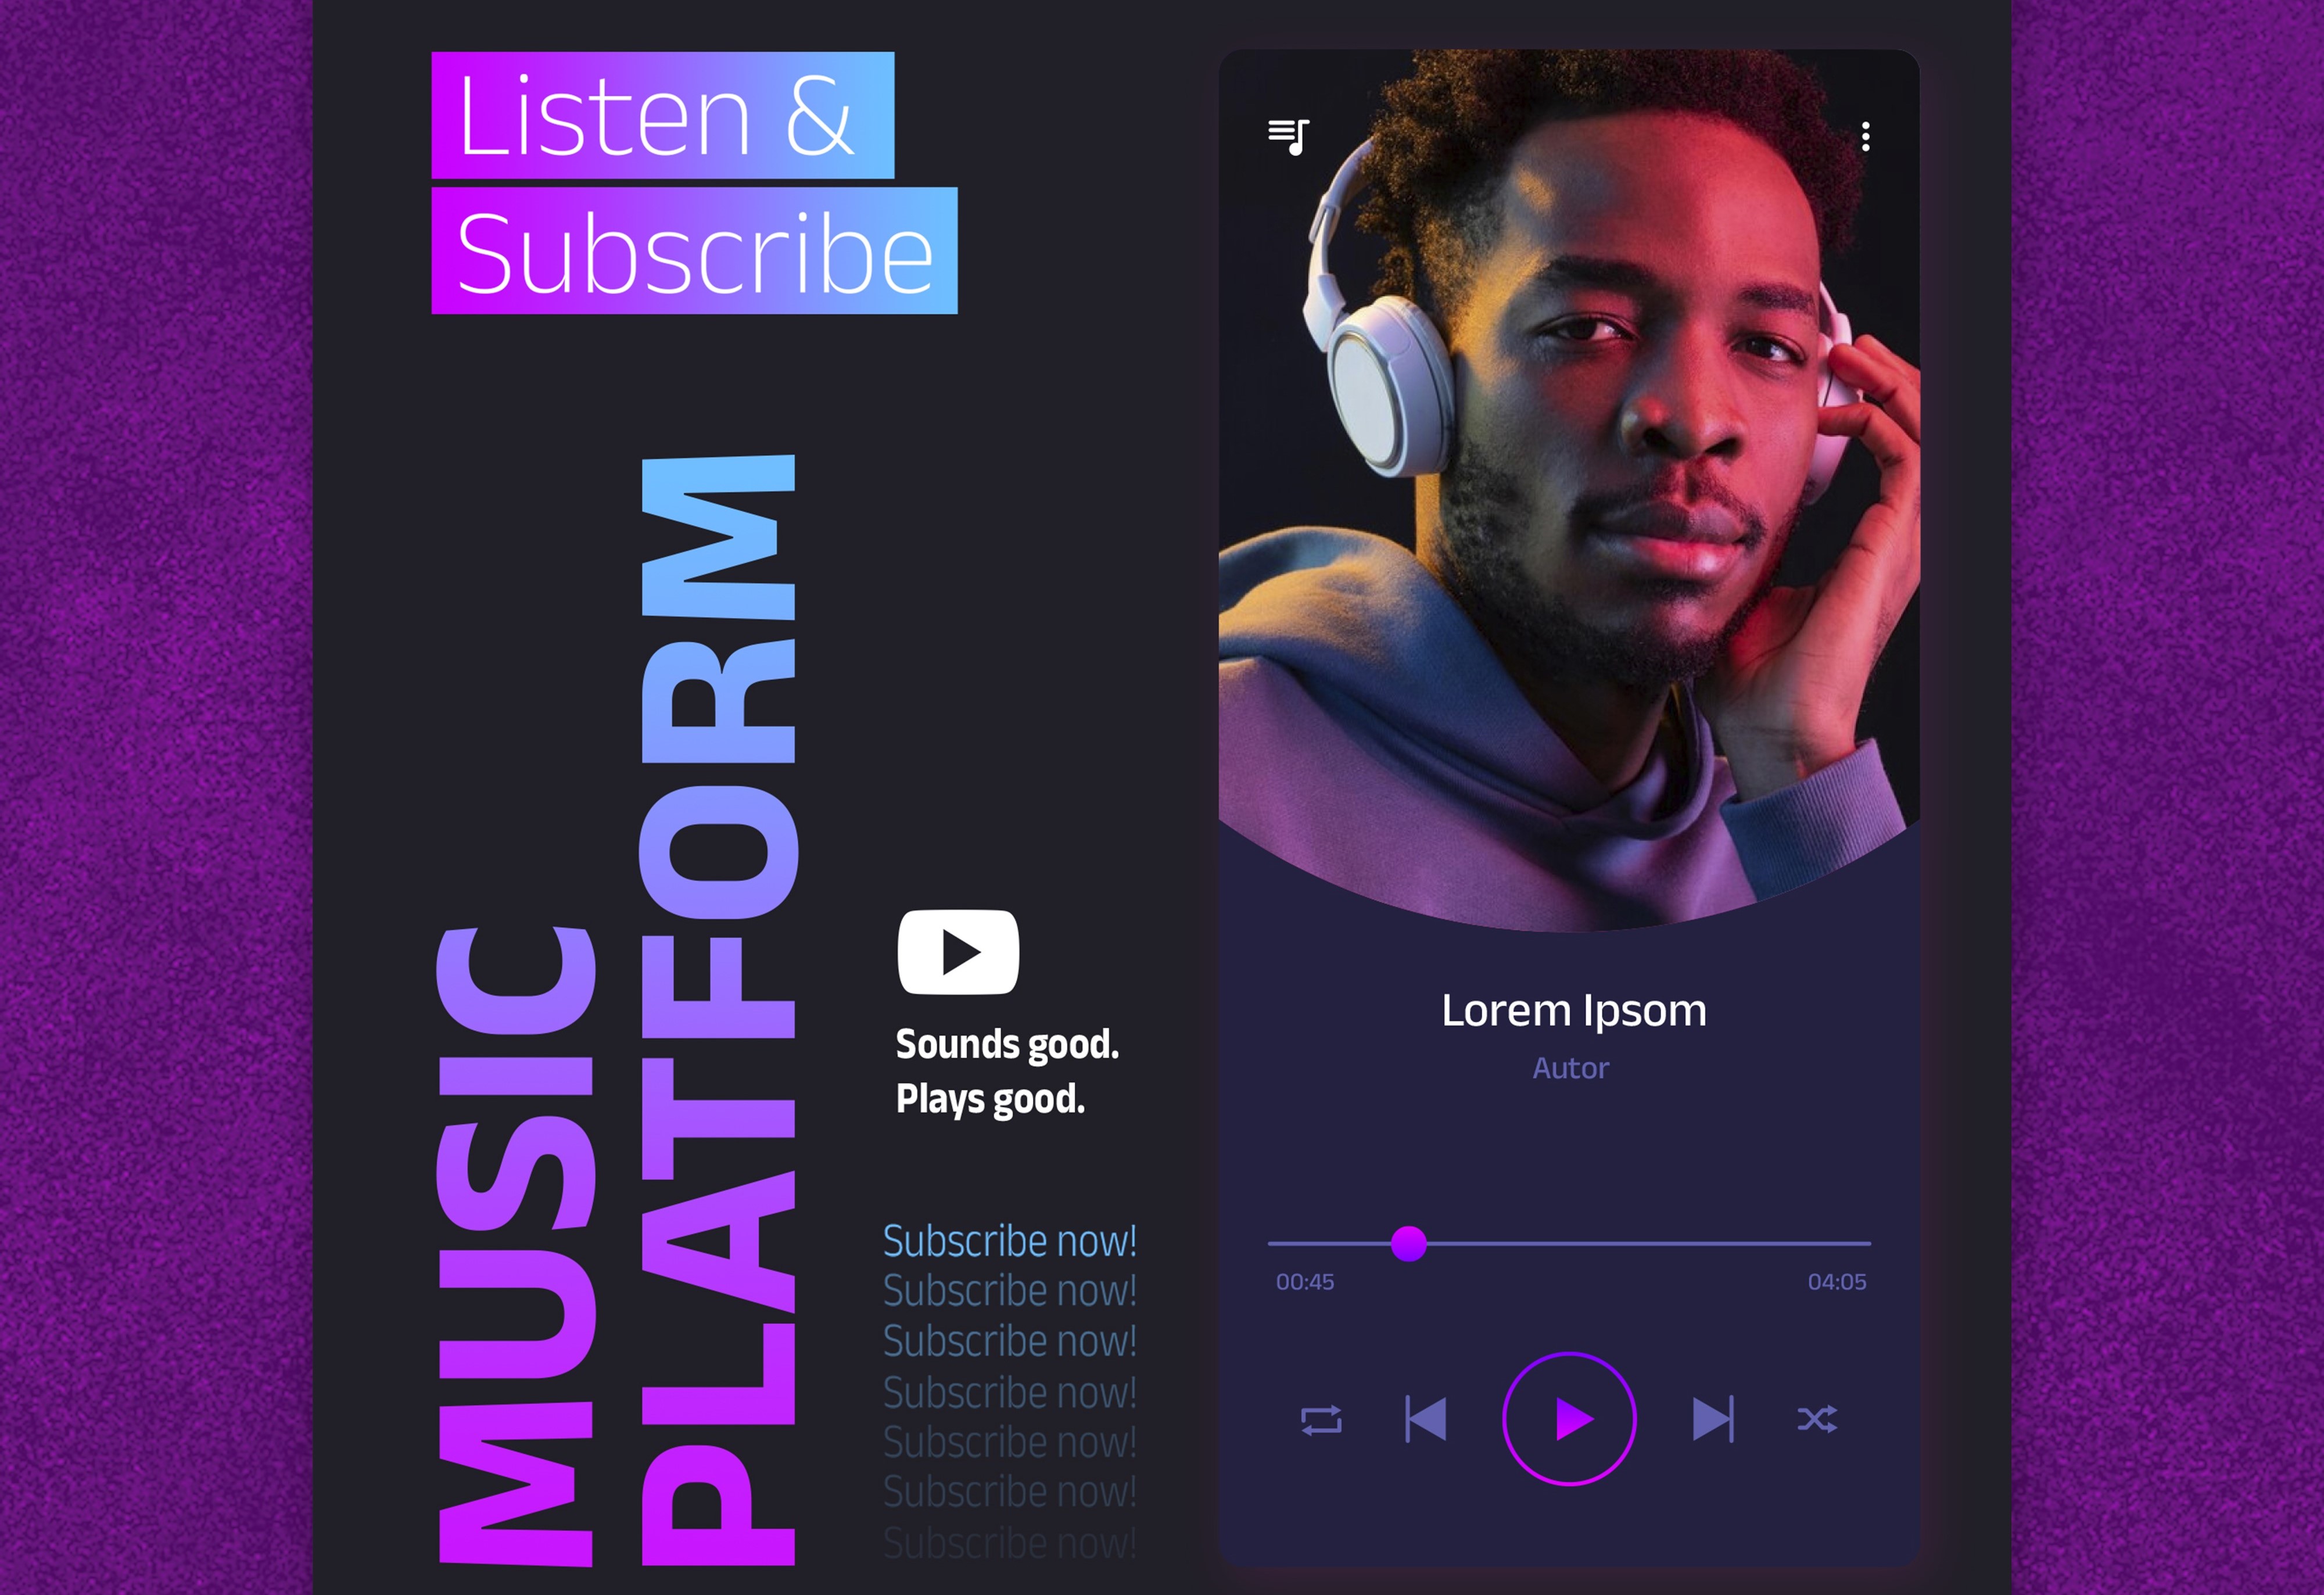 Listen &
Subscribe
MUSIC
PLATFORM
Sounds good.
Plays good.
Subscribe now!
Subscribe now!
Subscribe now!
Subscribe now!
Subscribe now!
Subscribe now!
Subscribe now!
Lorem Ipsom
Autor
00:45
04:05